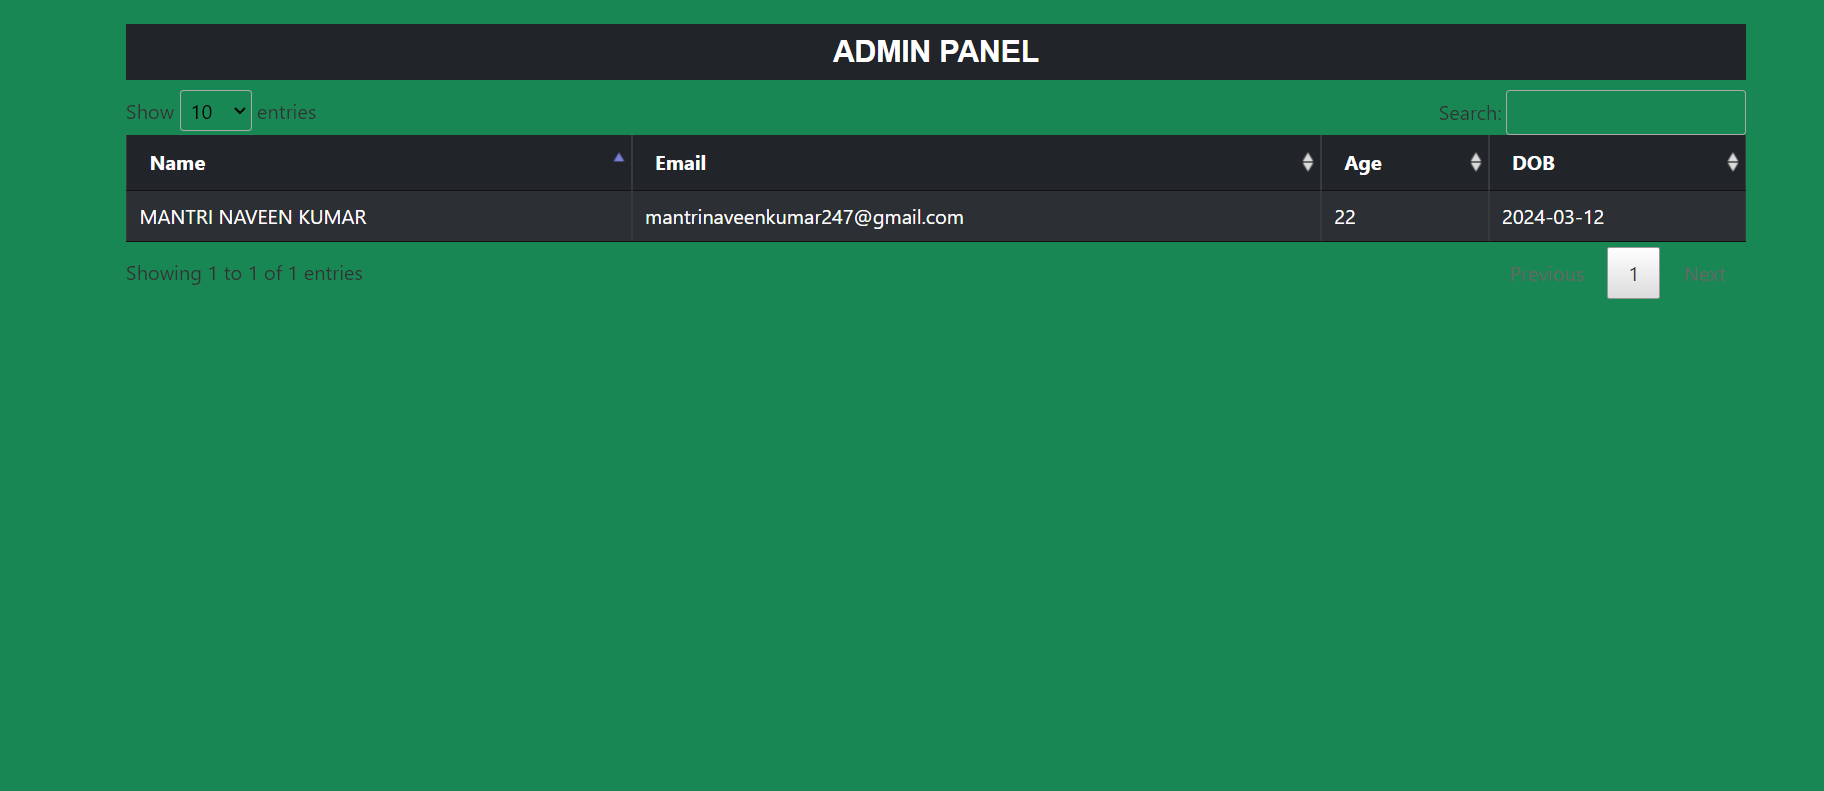 ADMIN PANEL
Show 10 entries
Search:
Name Email Age DOB
MANTRI NAVEEN KUMAR mantrinaveenkumar247@gmail.com 22 2024-03-12
Showing 1 to 1 of 1 entries
Previous 1 Next